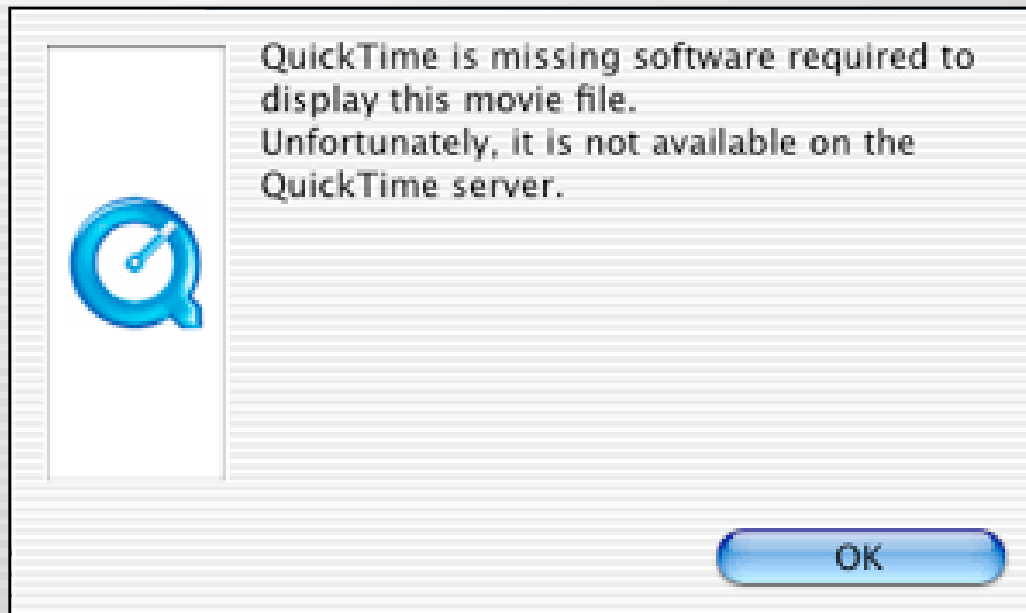 QuickTime is missing software required to
display this movie file.
Unfortunately, it is not available on the
QuickTime server.
OK